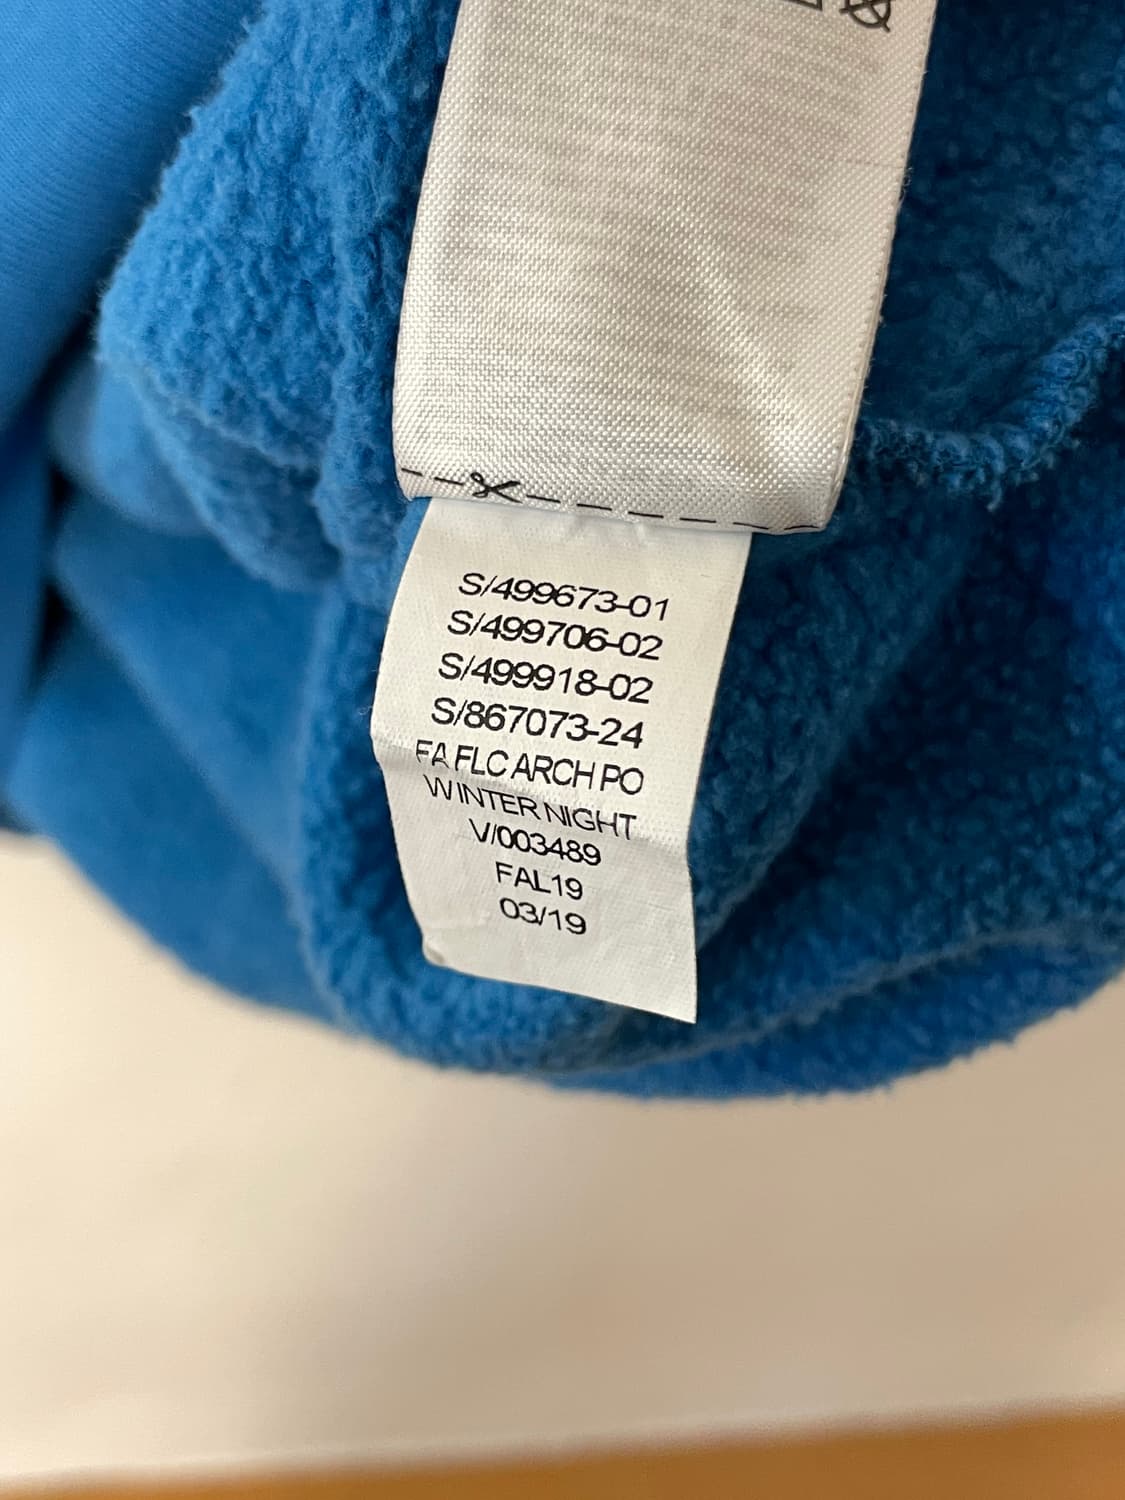 S/499673-01
S/499706-02
S/499918-02
S/867073-24
FA FLC ARCH PO
WINTER NIGHT
V/003489
FAL19
03/19